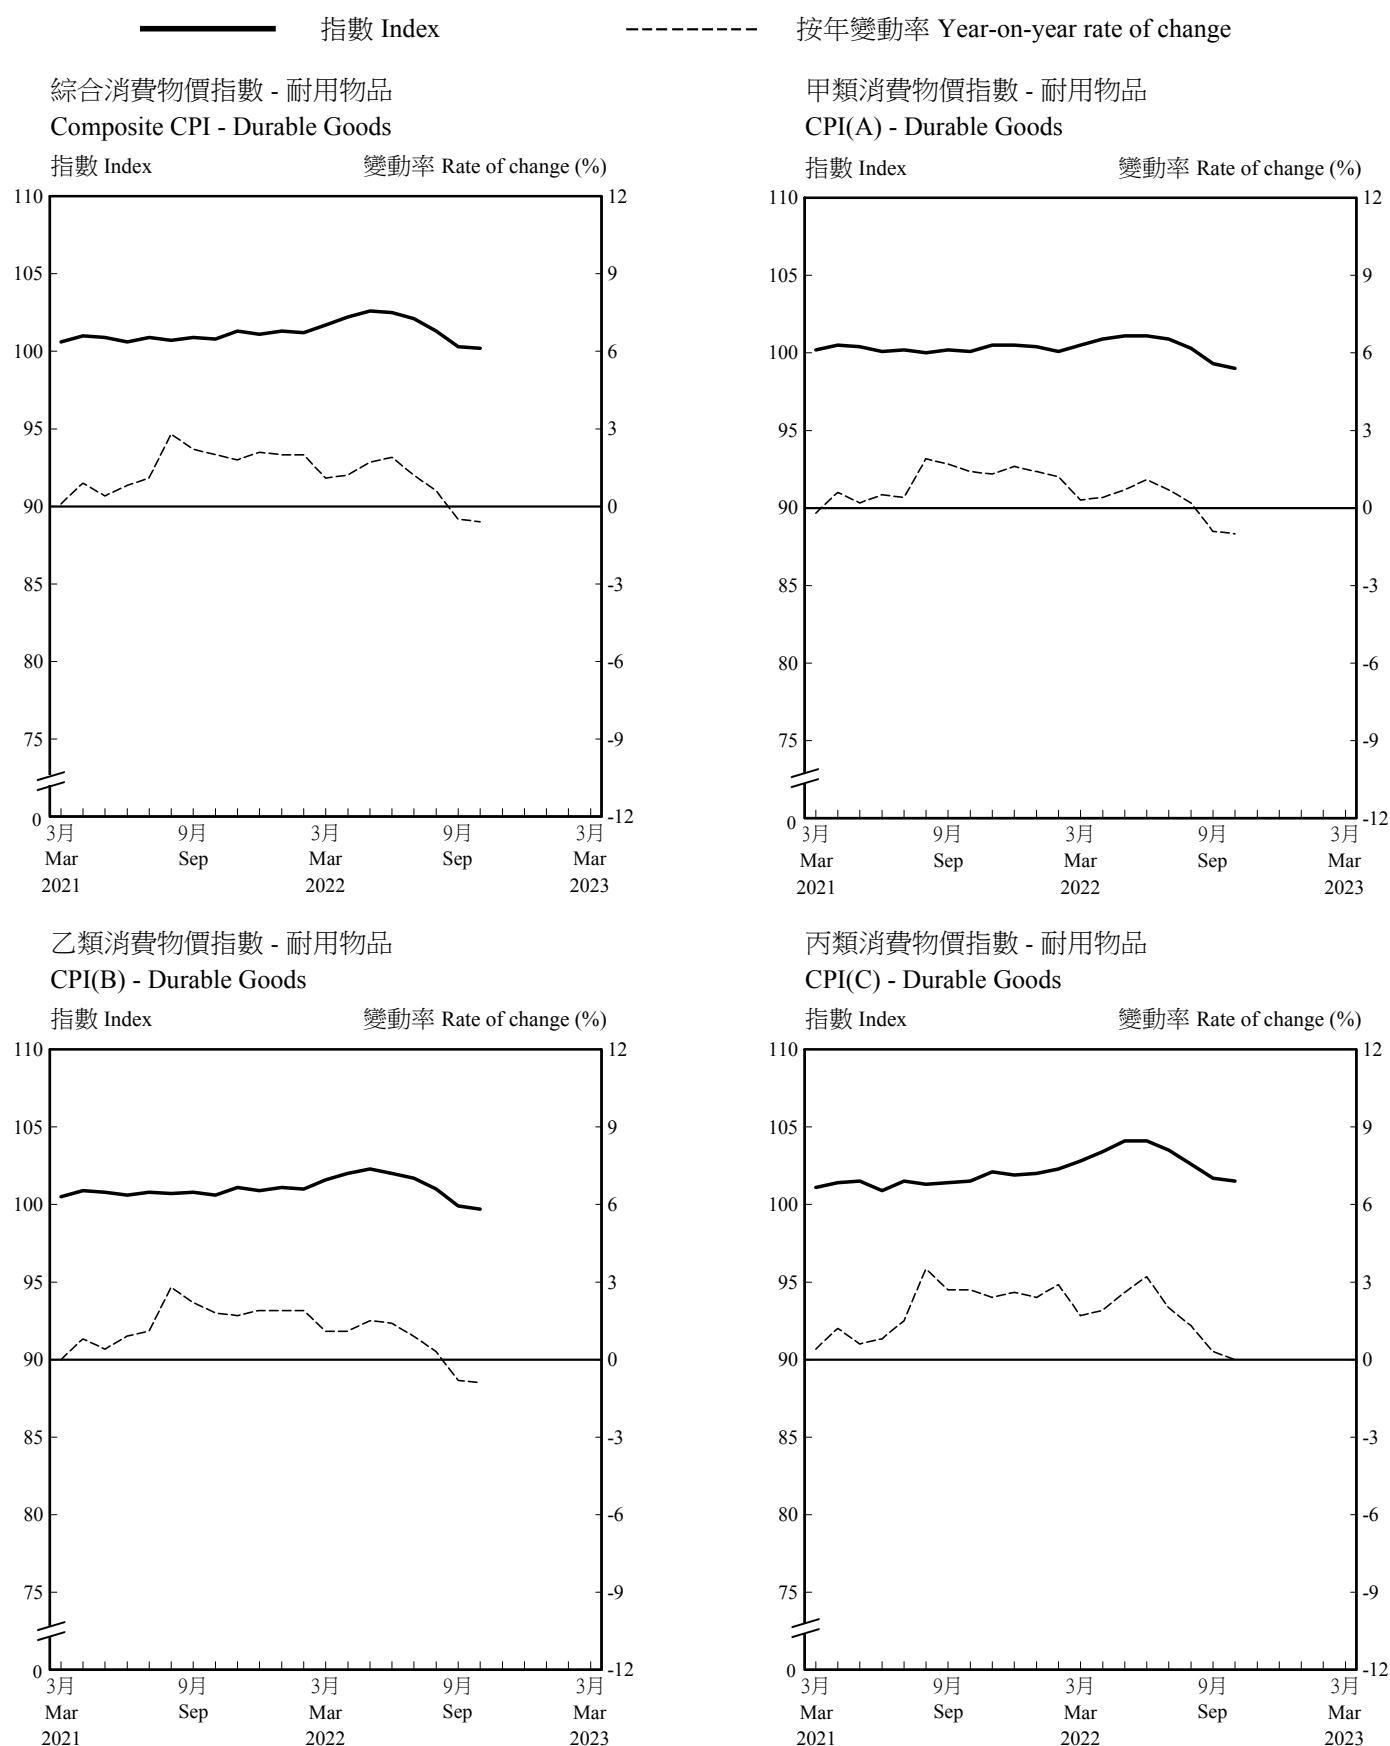 指數 Index 按年變動率 Year-on-year rate of change
綜合消費物價指數 - 耐用物品
Composite CPI - Durable Goods
指數 Index 變動率 Rate of change (%)
110 12
105 9
100 6
95 3
90 0
85 -3
80 -6
75 -9
0 -12
3月 9月 3月 9月 3月
Mar Sep Mar Sep Mar
2021 2022 2023
甲類消費物價指數 - 耐用物品
CPI(A) - Durable Goods
指數 Index 變動率 Rate of change (%)
110 12
105 9
100 6
95 3
90 0
85 -3
80 -6
75 -9
0 -12
3月 9月 3月 9月 3月
Mar Sep Mar Sep Mar
2021 2022 2023
乙類消費物價指數 - 耐用物品
CPI(B) - Durable Goods
指數 Index 變動率 Rate of change (%)
110 12
105 9
100 6
95 3
90 0
85 -3
80 -6
75 -9
0 -12
3月 9月 3月 9月 3月
Mar Sep Mar Sep Mar
2021 2022 2023
丙類消費物價指數 - 耐用物品
CPI(C) - Durable Goods
指數 Index 變動率 Rate of change (%)
110 12
105 9
100 6
95 3
90 0
85 -3
80 -6
75 -9
0 -12
3月 9月 3月 9月 3月
Mar Sep Mar Sep Mar
2021 2022 2023